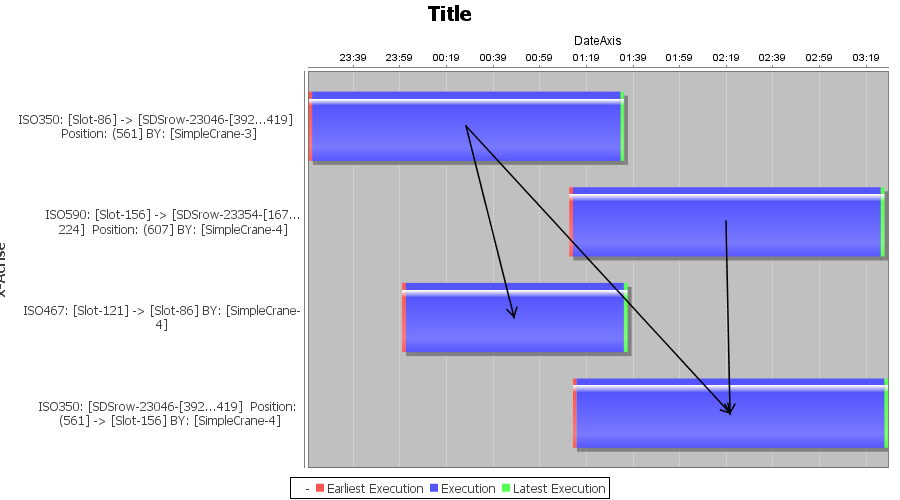 Title
DateAxis
23:39 23:59 00:19 00:39 00:59 01:19 01:39 01:59 02:19 02:39 02:59 03:19
ISO350: [Slot-86] -> [SDSrow-23046-[392...419]
Position: (561] BY: [SimpleCrane-3]
ISO590: [Slot-156] -> [SDSrow-23354-[167...
224] Position: (607] BY: [SimpleCrane-4]
ISO467: [Slot-121] -> [Slot-86] BY: [SimpleCrane-
4]
ISO350: [SDSrow-23046-[392...419] Position:
(561] -> [Slot-156] BY: [SimpleCrane-4]
- Earliest Execution Execution Latest Execution